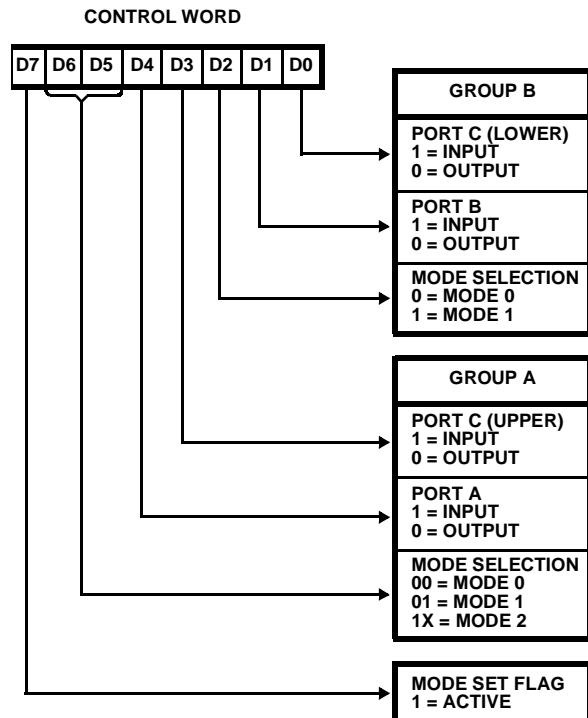 CONTROL WORD
D7 D6 D5 D4 D3 D2 D1 D0
GROUP B
PORT C (LOWER)
1 = INPUT
0 = OUTPUT
PORT B
1 = INPUT
0 = OUTPUT
MODE SELECTION
0 = MODE 0
1 = MODE 1
GROUP A
PORT C (UPPER)
1 = INPUT
0 = OUTPUT
PORT A
1 = INPUT
0 = OUTPUT
MODE SELECTION
00 = MODE 0
01 = MODE 1
1X = MODE 2
MODE SET FLAG
1 = ACTIVE